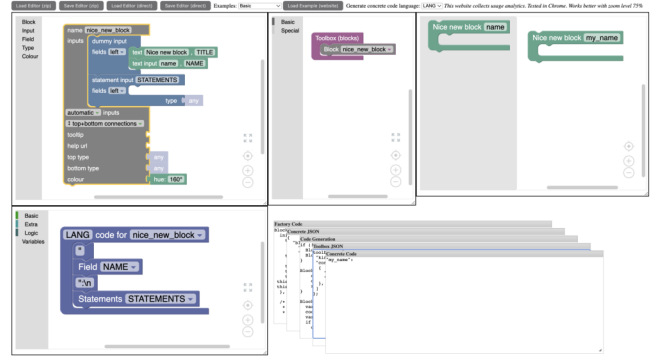 Load Editor (zip) Save Editor (zip) Load Editor (direct) Save Editor (direct) Examples: Basic Load Example (website) Generate concrete code language: LANG This website collects usage analytics. Tested in Chrome. Works better with zoom level 75%
Block
Input
Field
Type
Colour
name nice_new_block
inputs dummy input
fields left text Nice new block , TITLE
text input name , NAME
statement input STATEMENTS
fields left
type any
automatic inputs
top+bottom connections
tooltip
help url
top type any
bottom type any
colour hue: 160°
Basic
Special
Toolbox (blocks)
Block nice_new_block
Nice new block name
Nice new block my_name
Basic
Extra
Logic
Variables
LANG code for nice_new_block
"
Field NAME
":\n
Statements STATEMENTS
Factory Code
Concrete JSON
Code Generation
Toolbox JSON
Concrete Code
"my_name":